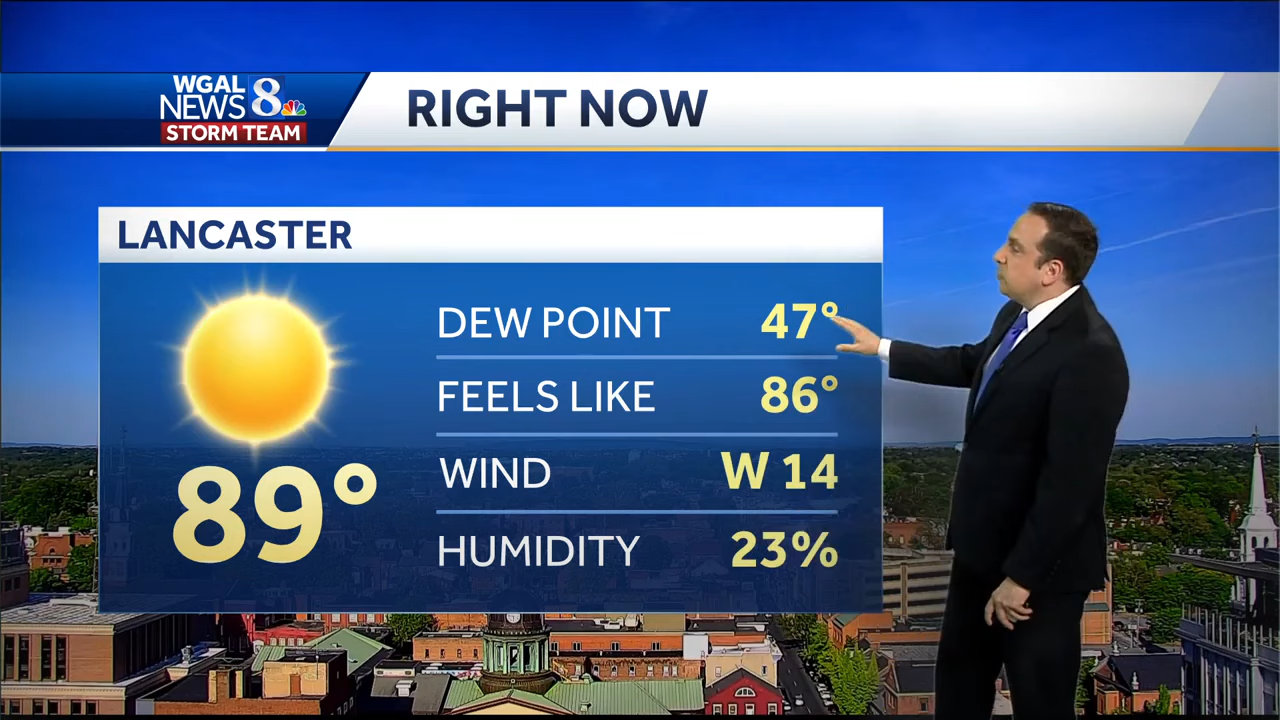 WGAL
NEWS 8
STORM TEAM
RIGHT NOW
LANCASTER
89°
DEW POINT 47°
FEELS LIKE 86°
WIND W 14
HUMIDITY 23%